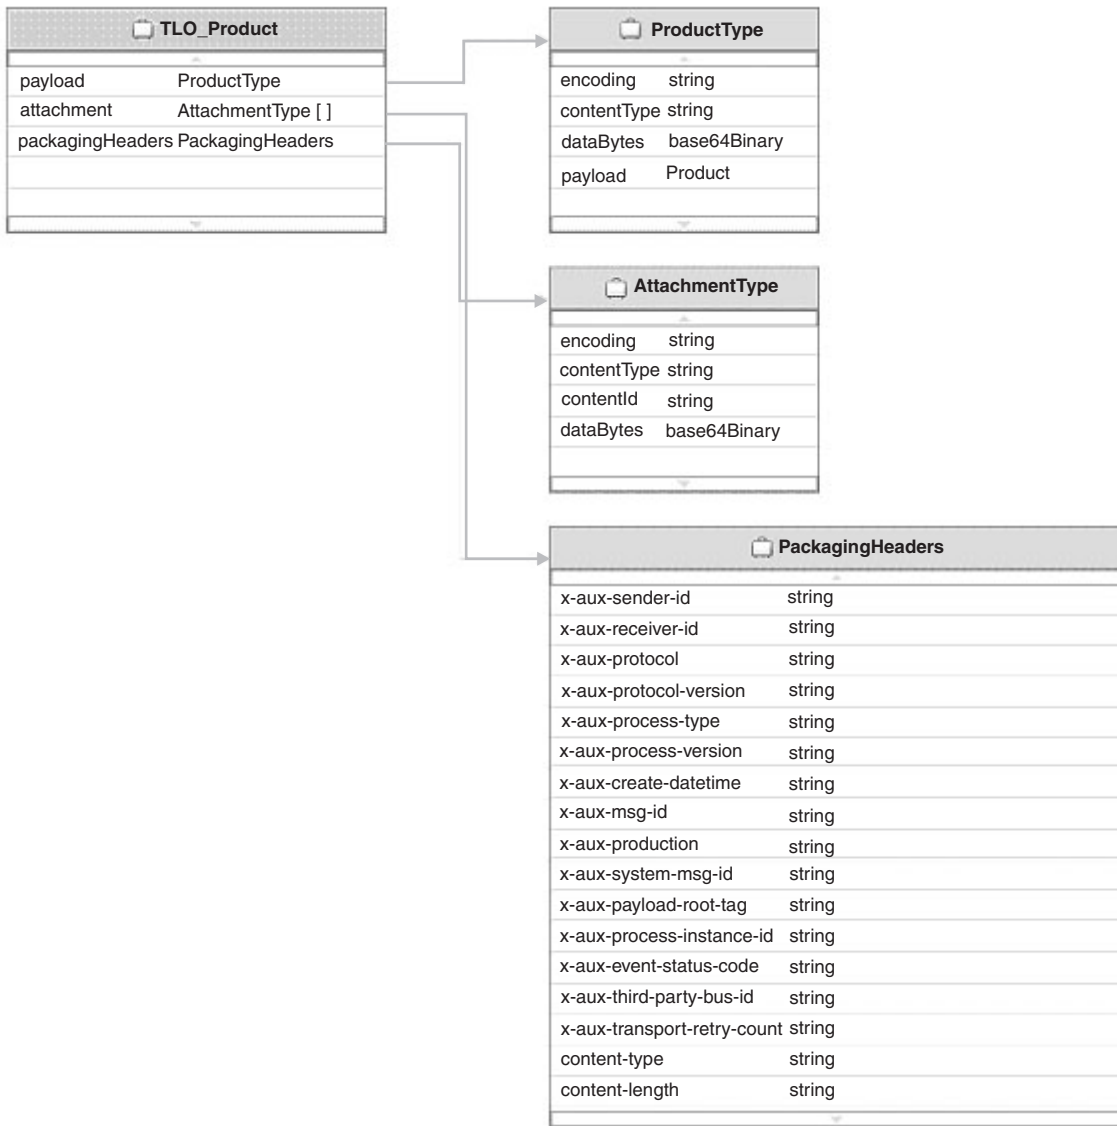 TLO_Product
payload ProductType
attachment AttachmentType [ ]
packagingHeaders PackagingHeaders
ProductType
encoding string
contentType string
dataBytes base64Binary
payload Product
AttachmentType
encoding string
contentType string
contentId string
dataBytes base64Binary
PackagingHeaders
x-aux-sender-id string
x-aux-receiver-id string
x-aux-protocol string
x-aux-protocol-version string
x-aux-process-type string
x-aux-process-version string
x-aux-create-datetime string
x-aux-msg-id string
x-aux-production string
x-aux-system-msg-id string
x-aux-payload-root-tag string
x-aux-process-instance-id string
x-aux-event-status-code string
x-aux-third-party-bus-id string
x-aux-transport-retry-count string
content-type string
content-length string